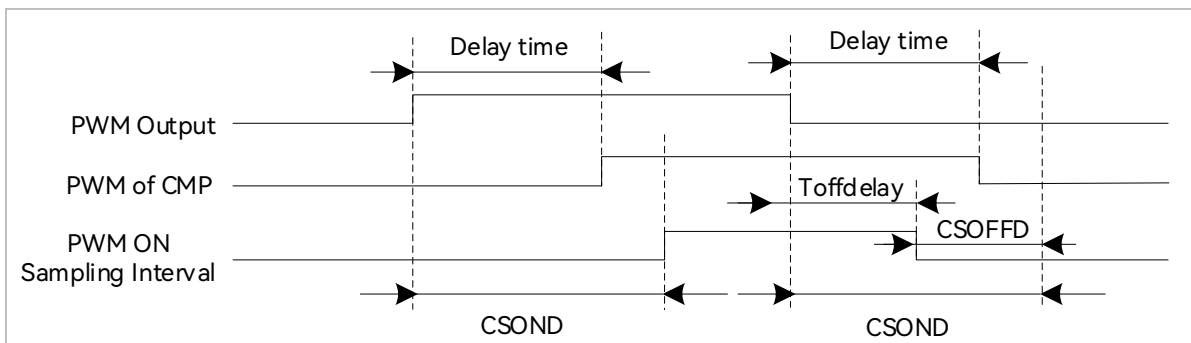 Delay time
Delay time
PWM Output
PWM of CMP
Toffdelay
PWM ON
Sampling Interval
CSOFFD
CSOND
CSOND